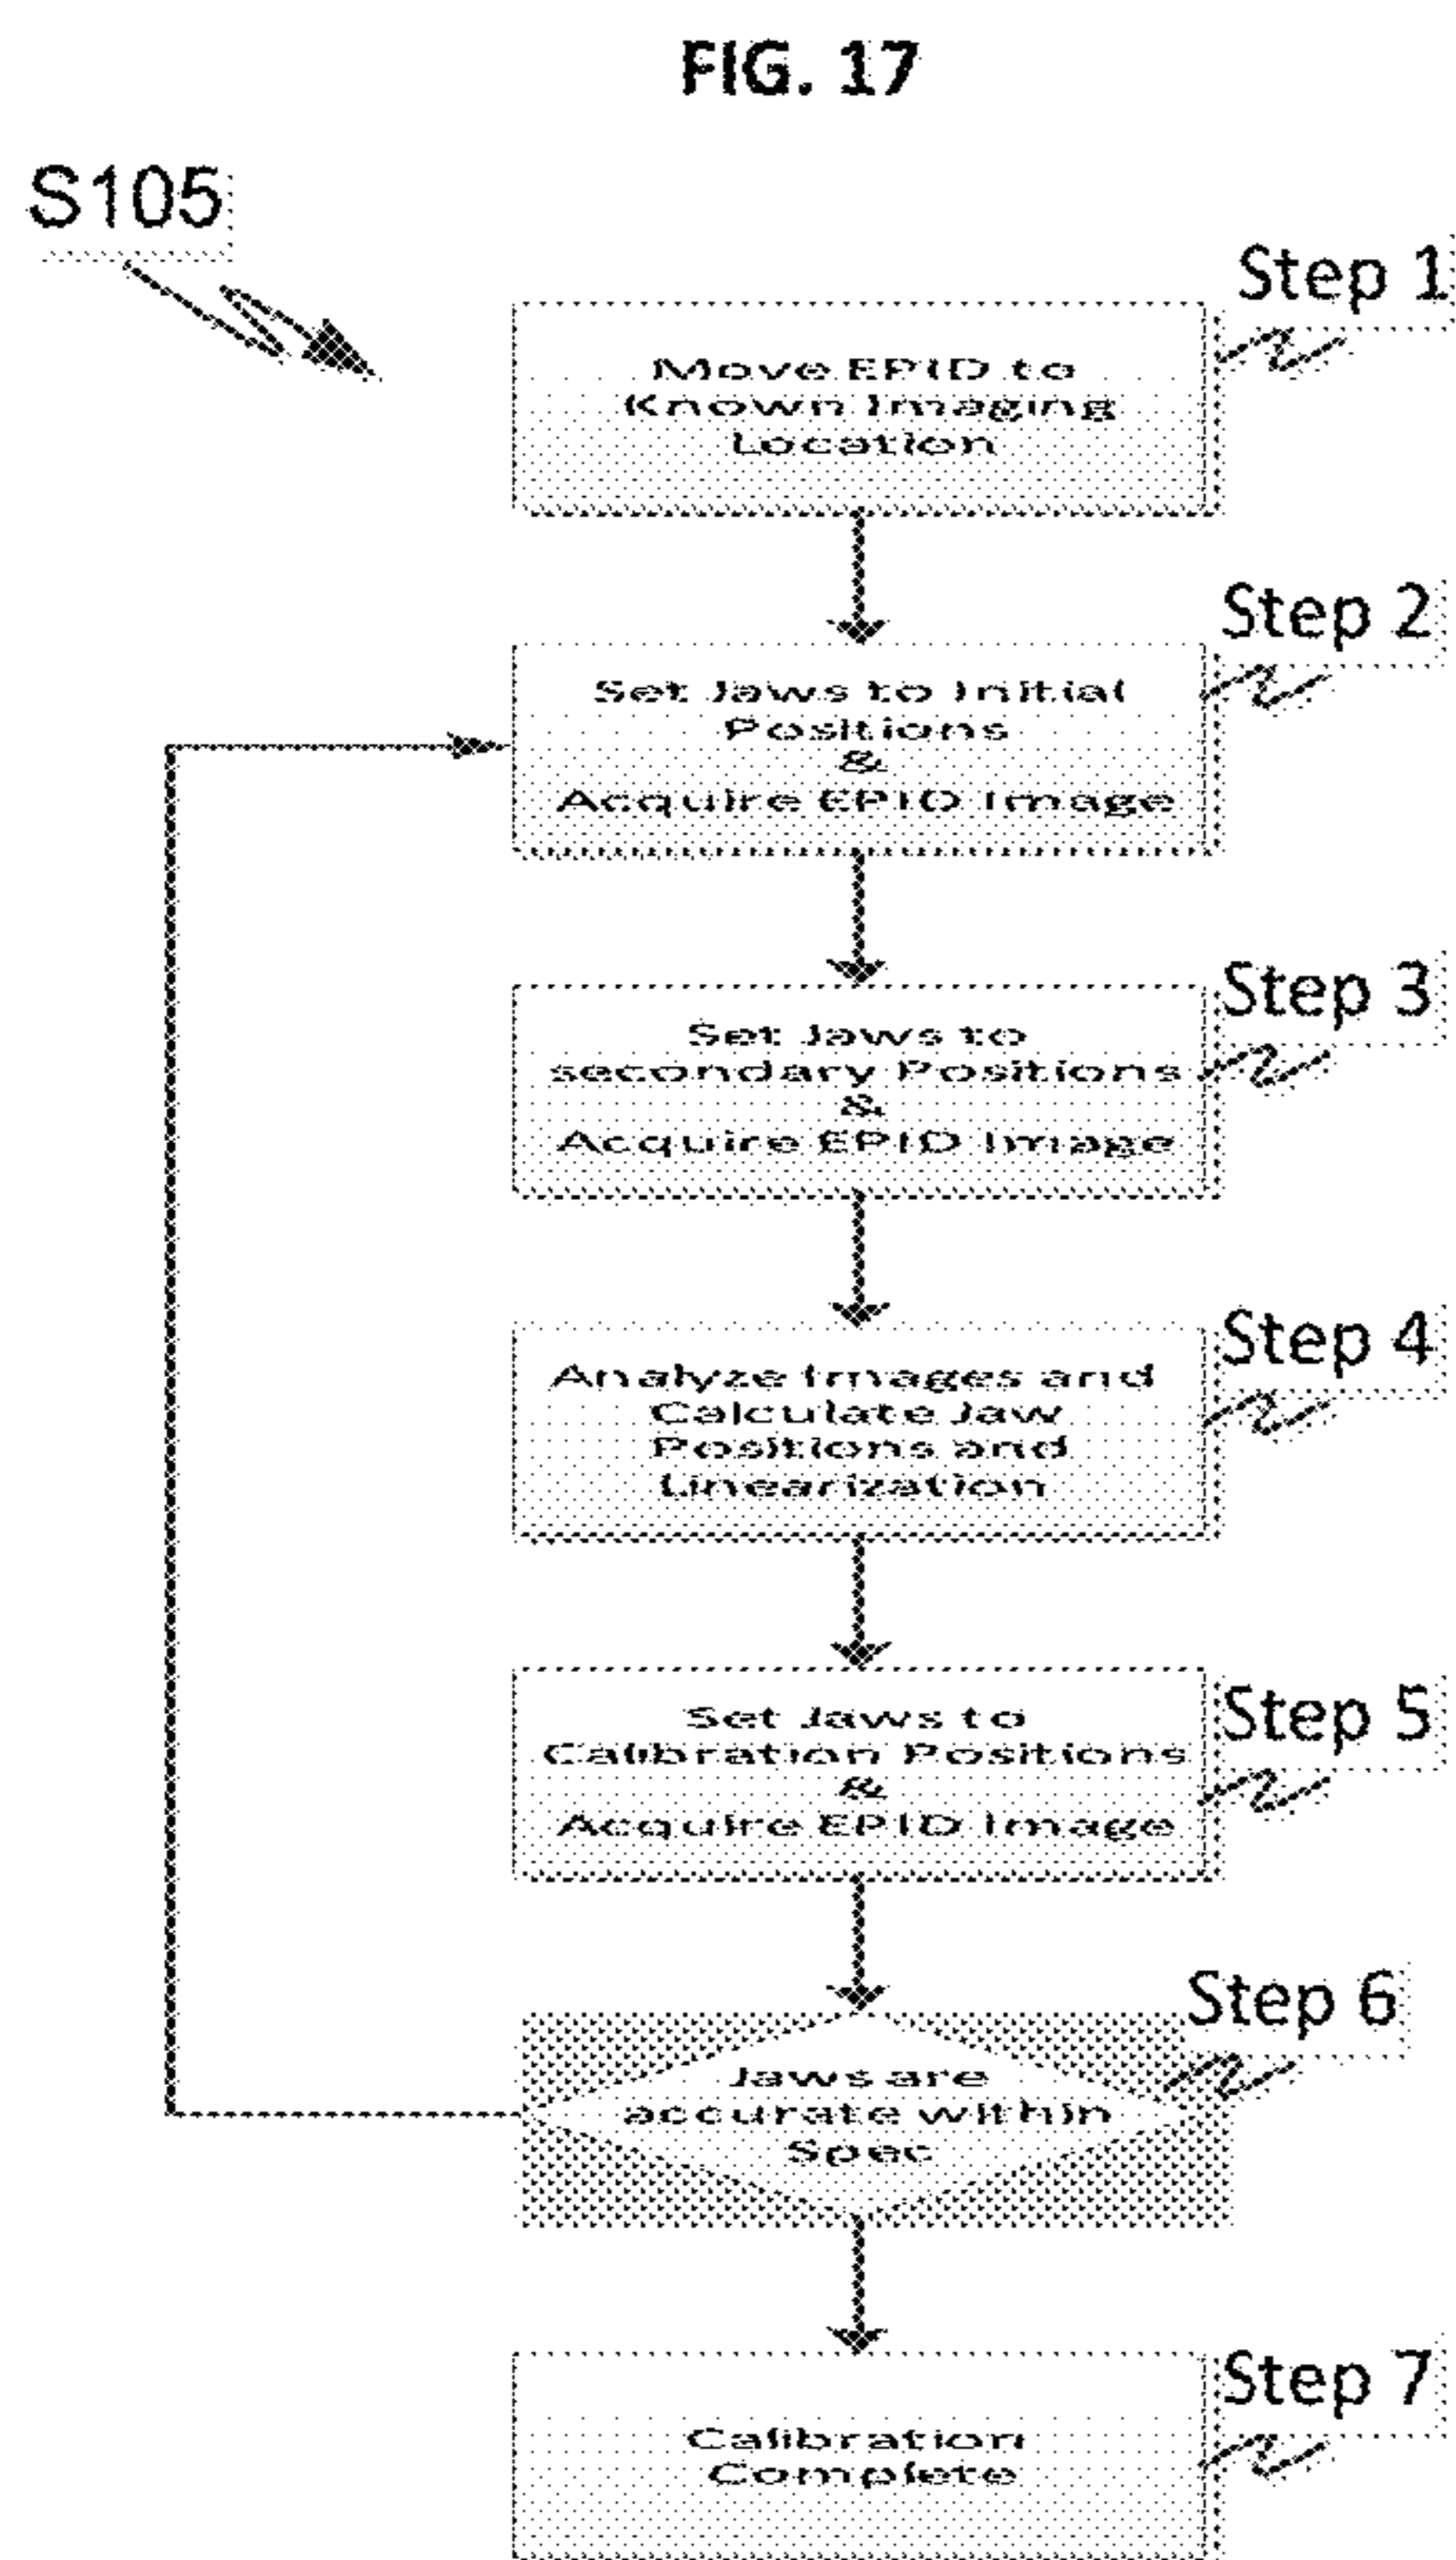 FIG. 17
S105
Step 1
Move EPID to
Known Imaging
Location
Step 2
Set Jaws to Initial
Positions
&
Acquire EPID Image
Step 3
Set Jaws to
secondary Positions
&
Acquire EPID Image
Step 4
Analyze Images and
Calculate Jaw
Positions and
Linearization
Step 5
Set Jaws to
Calibration Positions
&
Acquire EPID Image
Step 6
Jaws are
accurate within
Spec
Step 7
Calibration
Complete